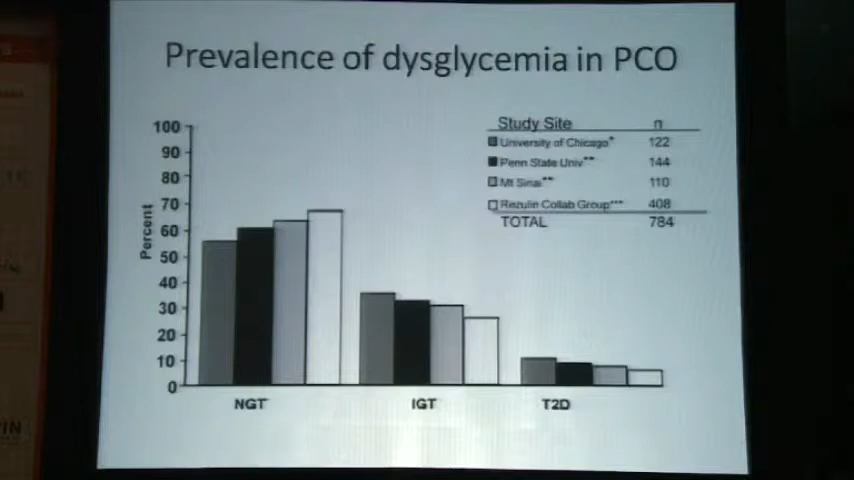 Prevalence of dysglycemia in PCO
Study Site n
University of Chicago* 122
Penn State Univ** 144
Mt Sinai** 110
Rezulin Collab Group*** 408
TOTAL 784
Percent
100
90
80
70
60
50
40
30
20
10
0
NGT IGT T2D